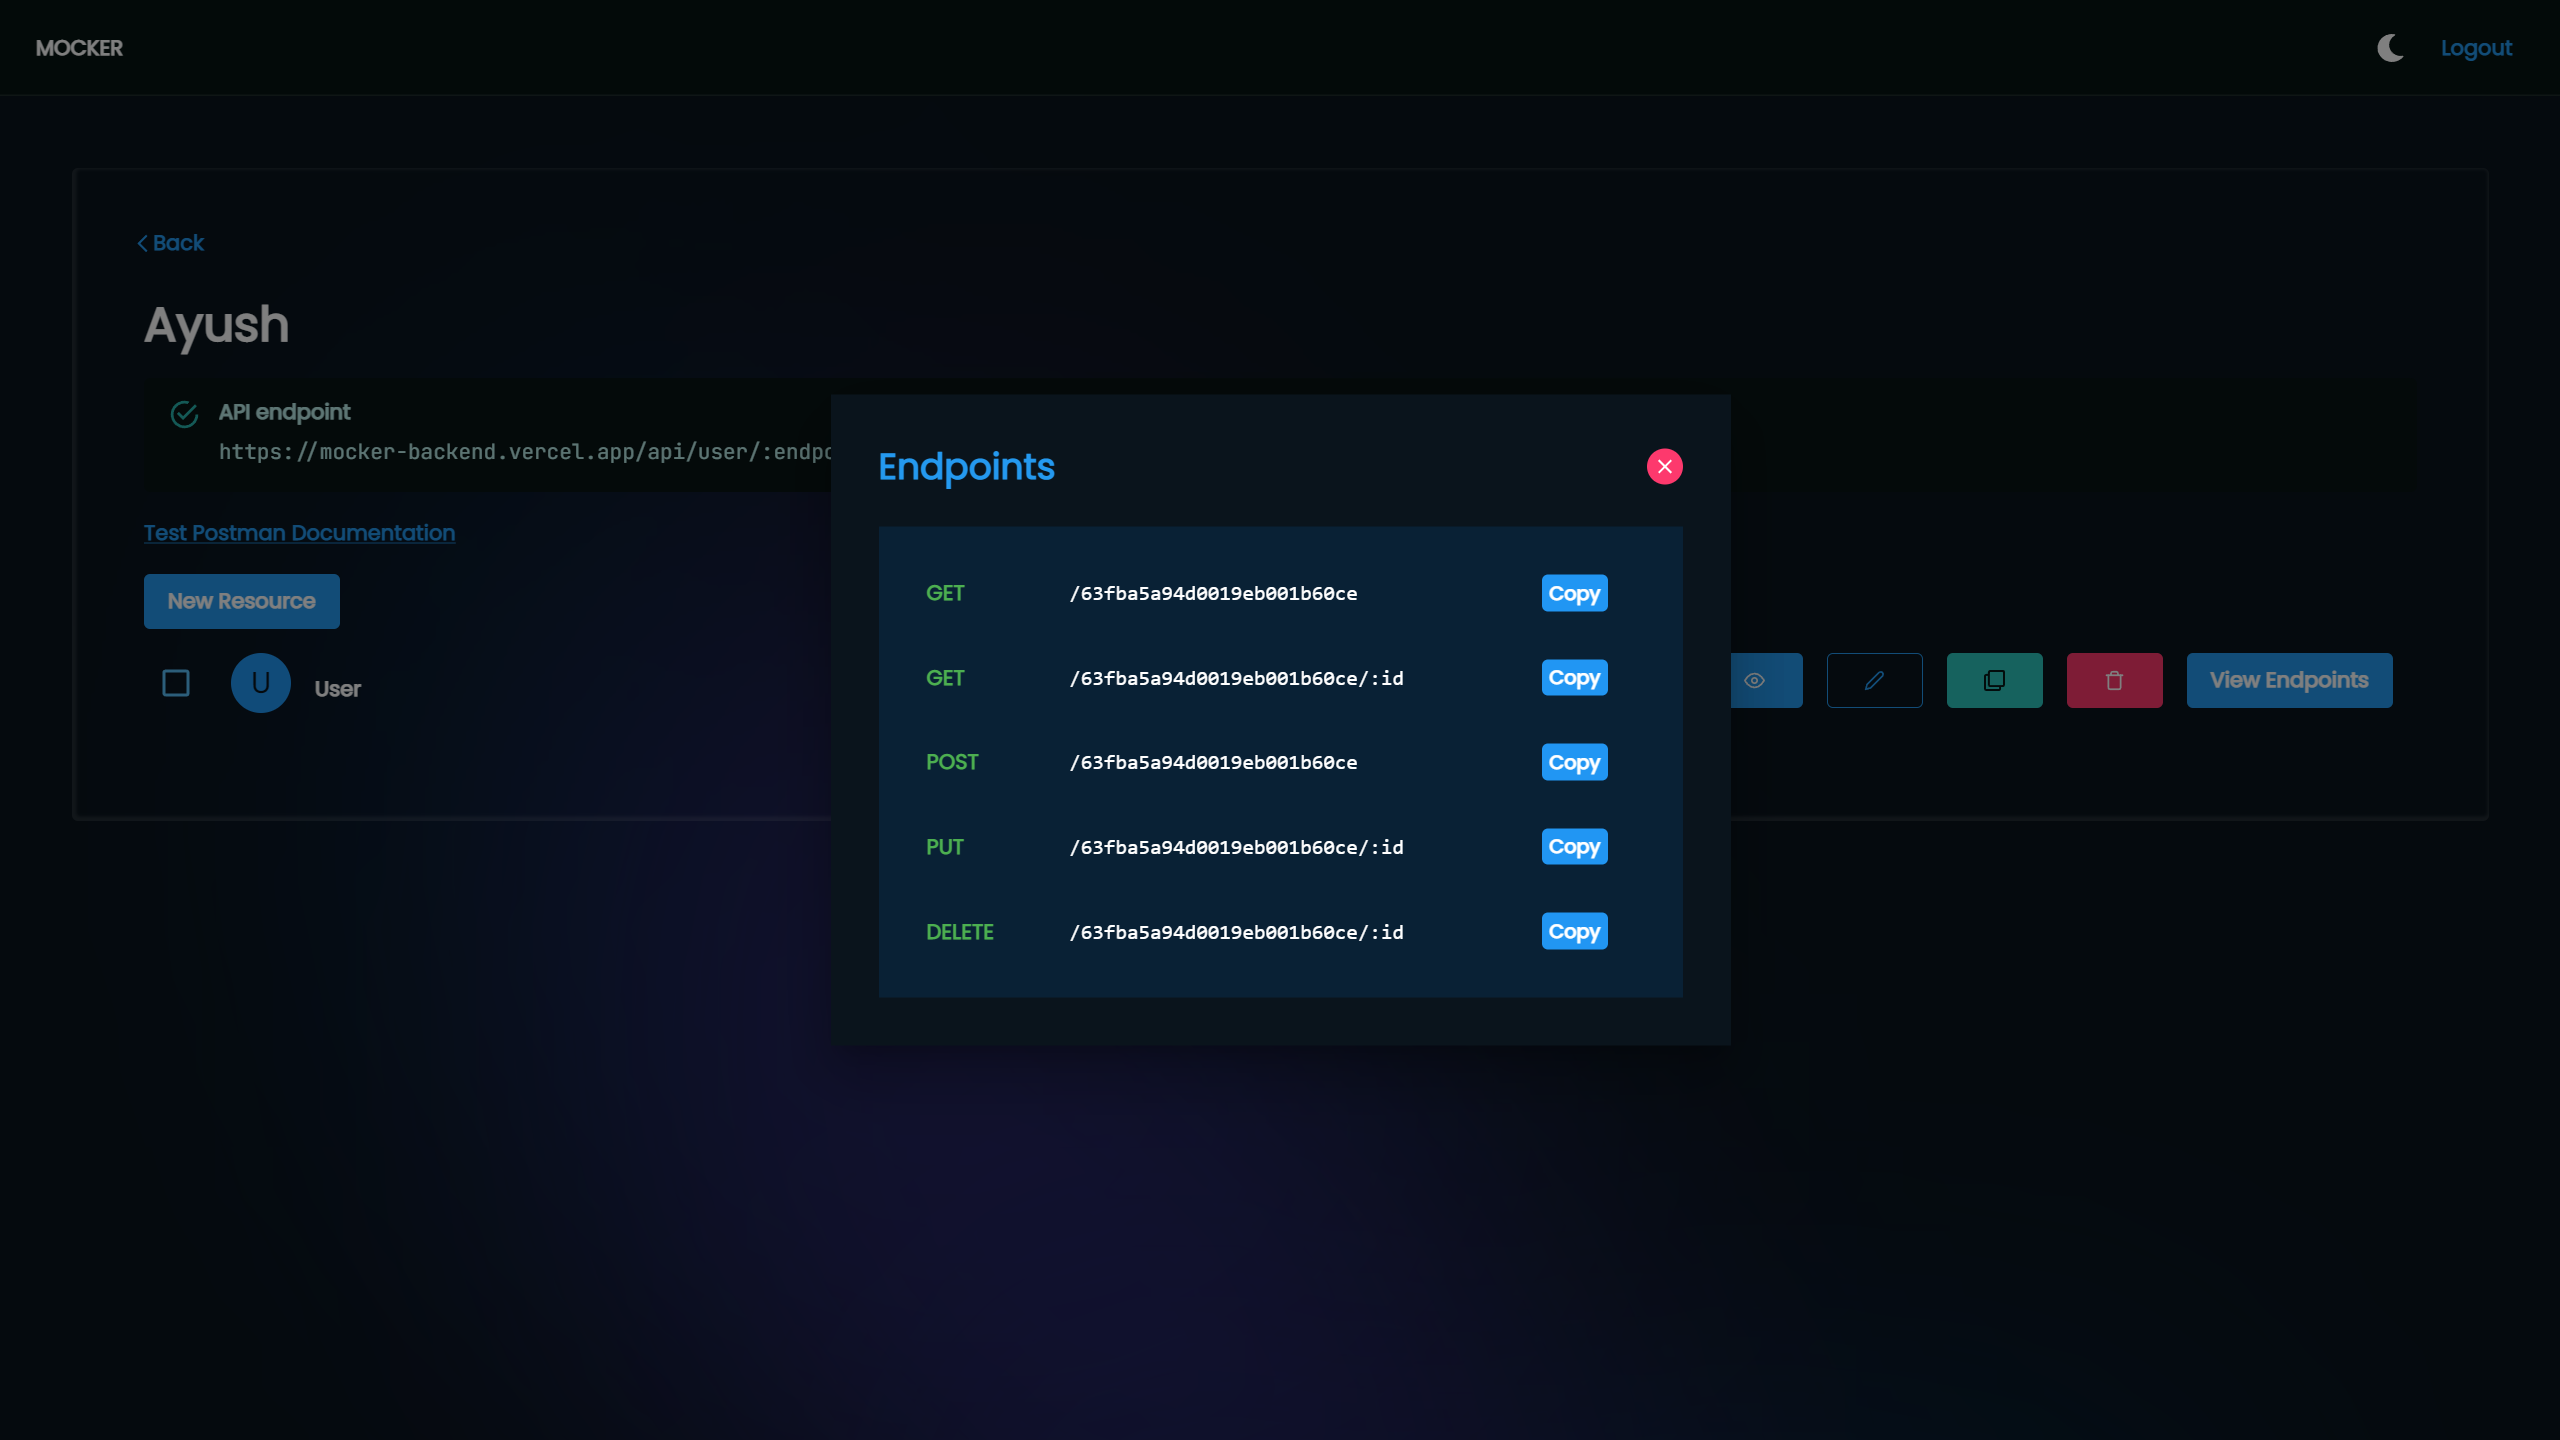 MOCKER
Logout
Back
Ayush
API endpoint
https://mocker-backend.vercel.app/api/user/:endpo
Test Postman Documentation
New Resource
U
User
View Endpoints
Endpoints
GET /63fba5a94d0019eb001b60ce Copy
GET /63fba5a94d0019eb001b60ce/:id Copy
POST /63fba5a94d0019eb001b60ce Copy
PUT /63fba5a94d0019eb001b60ce/:id Copy
DELETE /63fba5a94d0019eb001b60ce/:id Copy